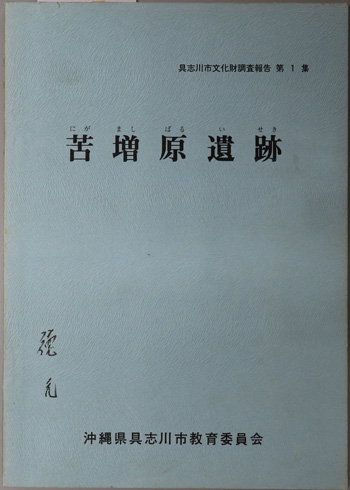 具志川市文化財調査報告 第 1 集
にが まし ばる い せき
苦増原遺跡
沖縄県具志川市教育委員会